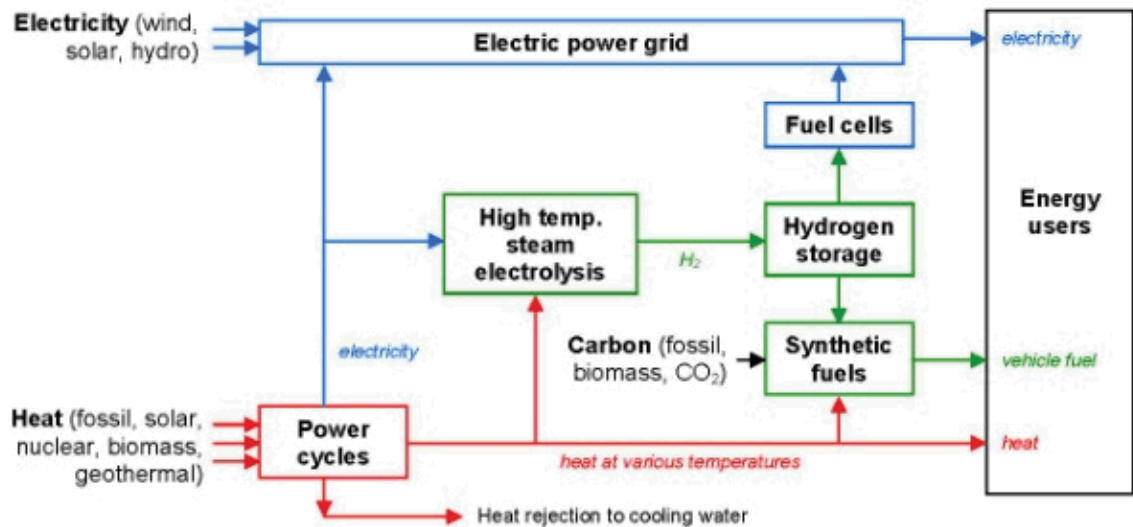 Electricity (wind,
solar, hydro)
Electric power grid
electricity
Fuel cells
High temp.
steam
electrolysis
H₂
Hydrogen
storage
Energy
users
electricity
Carbon (fossil,
biomass, CO₂)
Synthetic
fuels
vehicle fuel
Heat (fossil, solar,
nuclear, biomass,
geothermal)
Power
cycles
heat at various temperatures
heat
Heat rejection to cooling water